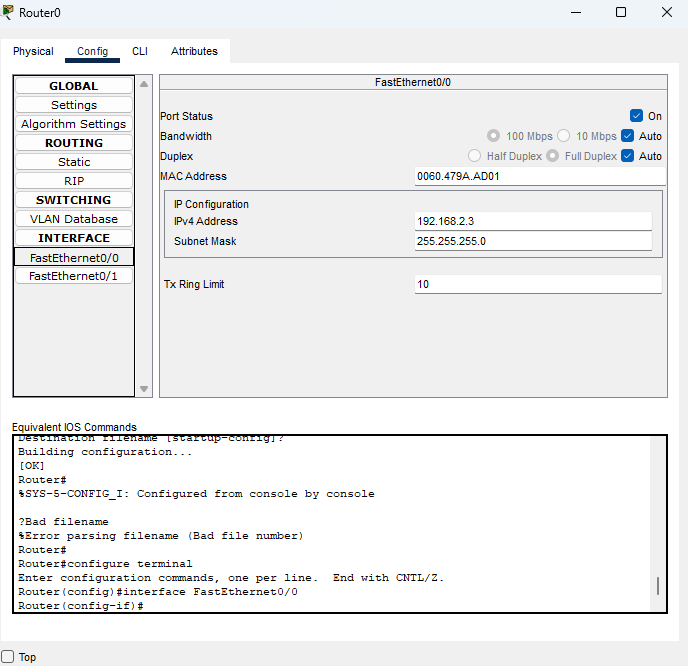 Router0
Physical Config CLI Attributes
GLOBAL
Settings
Algorithm Settings
ROUTING
Static
RIP
SWITCHING
VLAN Database
INTERFACE
FastEthernet0/0
FastEthernet0/1
FastEthernet0/0
Port Status On
Bandwidth 100 Mbps 10 Mbps Auto
Duplex Half Duplex Full Duplex Auto
MAC Address 0060.479A.AD01
IP Configuration
IPv4 Address 192.168.2.3
Subnet Mask 255.255.255.0
Tx Ring Limit 10
Equivalent IOS Commands
Destination filename [startup-config]?
Building configuration...
[OK]
Router#
%SYS-5-CONFIG_I: Configured from console by console
?Bad filename
%Error parsing filename (Bad file number)
Router#
Router#configure terminal
Enter configuration commands, one per line.  End with CNTL/Z.
Router(config)#interface FastEthernet0/0
Router(config-if)#
Top